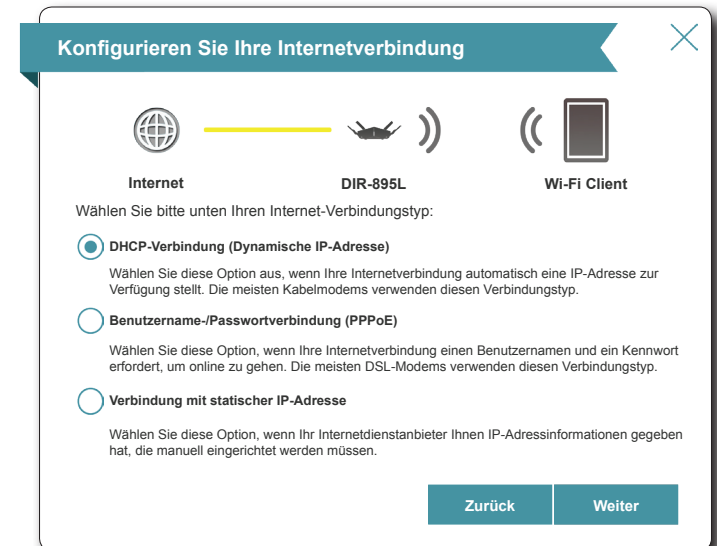 Konfigurieren Sie Ihre Internetverbindung
Internet
DIR-895L
Wi-Fi Client
Wählen Sie bitte unten Ihren Internet-Verbindungstyp:
DHCP-Verbindung (Dynamische IP-Adresse)
Wählen Sie diese Option aus, wenn Ihre Internetverbindung automatisch eine IP-Adresse zur
Verfügung stellt. Die meisten Kabelmodems verwenden diesen Verbindungstyp.
Benutzername-/Passwortverbindung (PPPoE)
Wählen Sie diese Option, wenn Ihre Internetverbindung einen Benutzernamen und ein Kennwort
erfordert, um online zu gehen. Die meisten DSL-Modems verwenden diesen Verbindungstyp.
Verbindung mit statischer IP-Adresse
Wählen Sie diese Option, wenn Ihr Internetdienstanbieter Ihnen IP-Adressinformationen gegeben
hat, die manuell eingerichtet werden müssen.
Zurück
Weiter